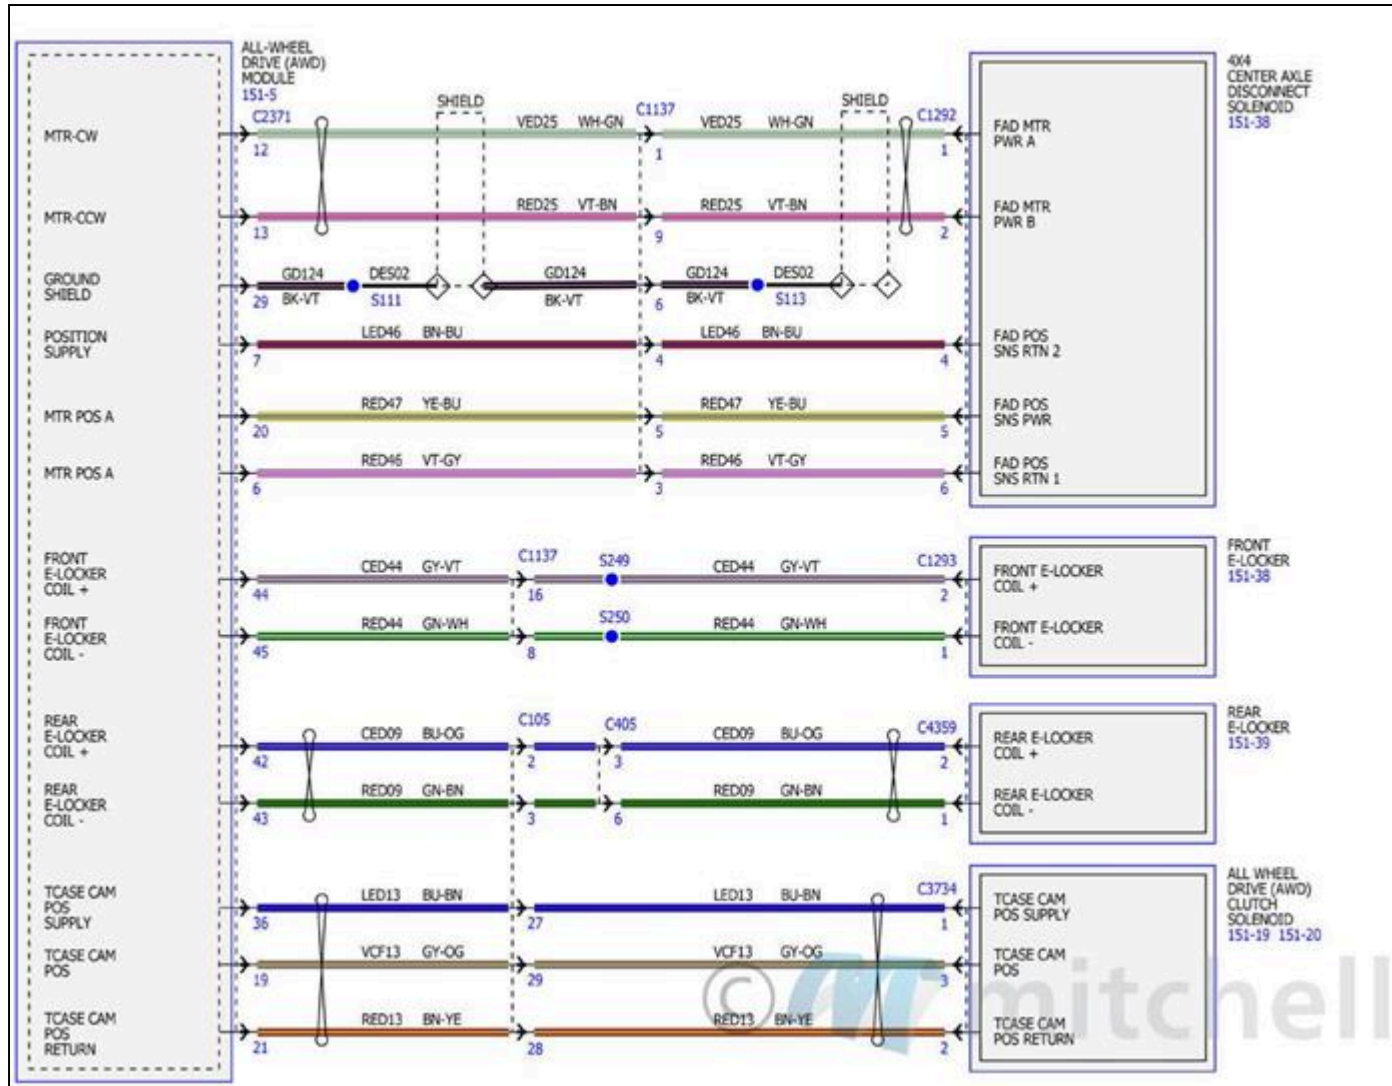 ALL-WHEEL
DRIVE (AWD)
MODULE
151-5
C2371
SHIELD
C1137
SHIELD
C1292
4X4
CENTER AXLE
DISCONNECT
SOLENOID
151-38
MTR-CW
12
VED25 WH-GN
1
VED25 WH-GN
1
FAD MTR
PWR A
MTR-CCW
13
RED25 VT-BN
9
RED25 VT-BN
2
FAD MTR
PWR B
GROUND
SHIELD
29
GD124
BK-VT
DES02
S111
GD124
BK-VT
6
GD124
BK-VT
DES02
S113
POSITION
SUPPLY
7
LED46 BN-BU
4
LED46 BN-BU
4
FAD POS
SNS RTN 2
MTR POS A
20
RED47 YE-BU
5
RED47 YE-BU
5
FAD POS
SNS PWR
MTR POS A
6
RED46 VT-GY
3
RED46 VT-GY
6
FAD POS
SNS RTN 1
FRONT
E-LOCKER
COIL +
44
CED44 GY-VT
C1137
16
S249
CED44 GY-VT
C1293
2
FRONT E-LOCKER
COIL +
FRONT
E-LOCKER
151-38
FRONT
E-LOCKER
COIL -
45
RED44 GN-WH
8
S250
RED44 GN-WH
1
FRONT E-LOCKER
COIL -
REAR
E-LOCKER
COIL +
42
CED09 BU-OG
C105
2
C405
3
CED09 BU-OG
C4359
2
REAR E-LOCKER
COIL +
REAR
E-LOCKER
151-39
REAR
E-LOCKER
COIL -
43
RED09 GN-BN
3
6
RED09 GN-BN
1
REAR E-LOCKER
COIL -
TCASE CAM
POS
SUPPLY
36
LED13 BU-BN
27
LED13 BU-BN
C3734
1
TCASE CAM
POS SUPPLY
ALL WHEEL
DRIVE (AWD)
CLUTCH
SOLENOID
151-19 151-20
TCASE CAM
POS
19
VCF13 GY-OG
29
VCF13 GY-OG
3
TCASE CAM
POS
TCASE CAM
POS
RETURN
21
RED13 BN-YE
28
RED13 BN-YE
2
TCASE CAM
POS RETURN
© mitchell